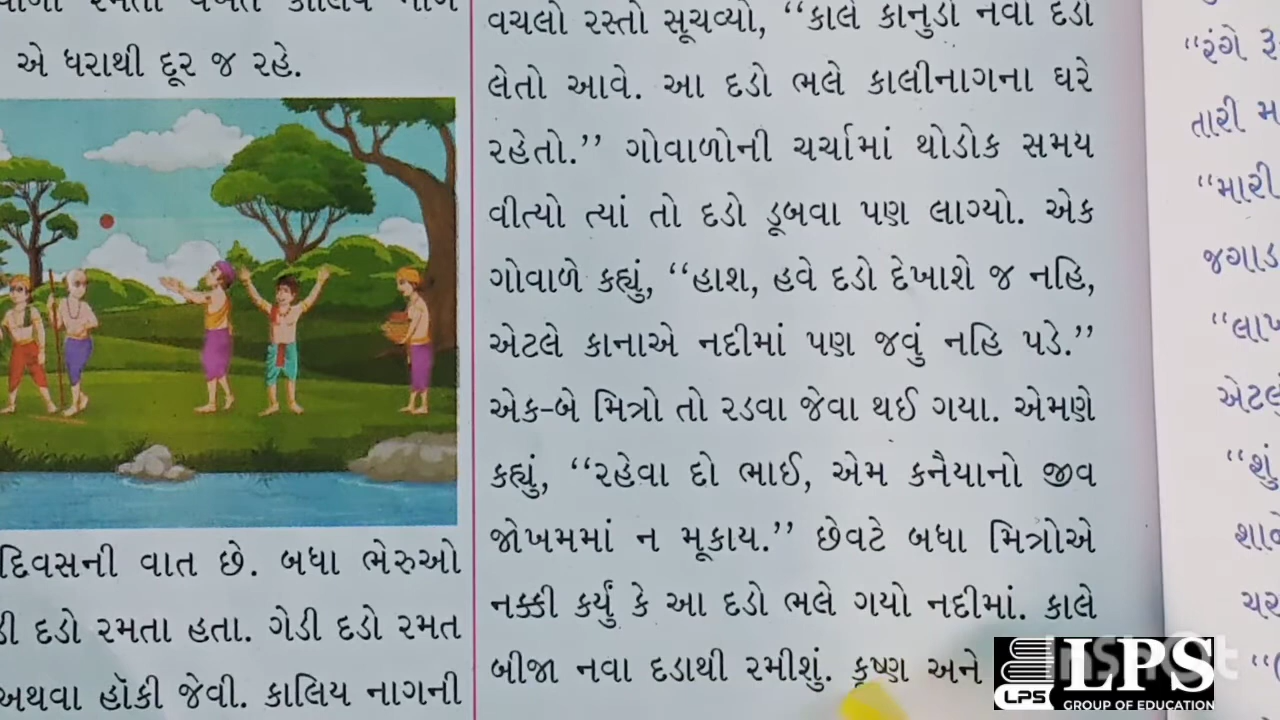 એ ધરાથી દૂર જ રહે.
દિવસની વાત છે. બધા ભેરુઓ
દડો રમતા હતા. ગેડી દડો રમત
અથવા હૉકી જેવી. કાલિય નાગની
વચલો રસ્તો સૂચવ્યો, “કાલે કાનુડો નવો દડો
લેતો આવે. આ દડો ભલે કાલીનાગના ઘરે
રહેતો.” ગોવાળોની ચર્ચામાં થોડોક સમય
વીત્યો ત્યાં તો દડો ડૂબવા પણ લાગ્યો. એક
ગોવાળે કહ્યું, “હાશ, હવે દડો દેખાશે જ નહિ,
એટલે કાનાએ નદીમાં પણ જવું નહિ પડે.”
એક-બે મિત્રો તો રડવા જેવા થઈ ગયા. એમણે
કહ્યું, “રહેવા દો ભાઈ, એમ કનૈયાનો જીવ
જોખમમાં ન મૂકાય.” છેવટે બધા મિત્રોએ
નક્કી કર્યું કે આ દડો ભલે ગયો નદીમાં. કાલે
બીજા નવા દડાથી રમીશું. કૃષ્ણ અને
“રંગે
તારી
“મારી
“શું
LPS
LPS
GROUP OF EDUCATION